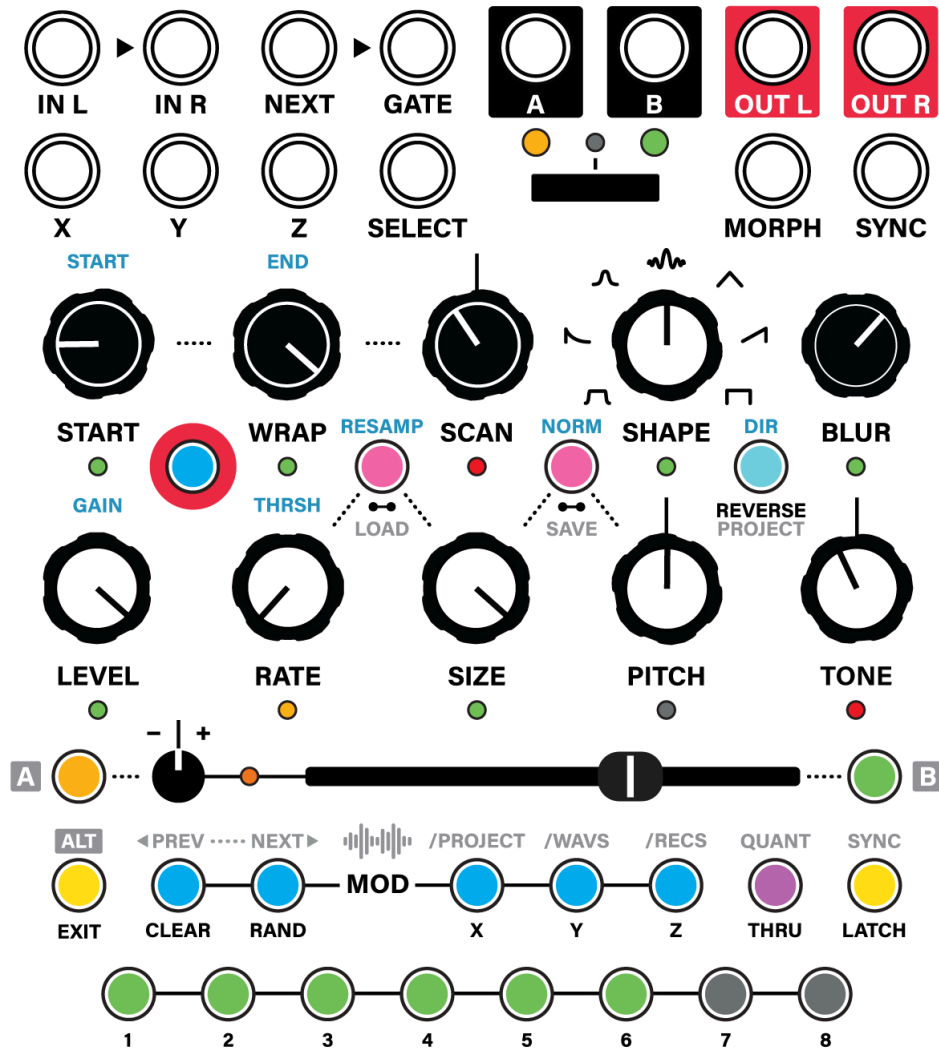 IN L IN R NEXT GATE A B OUT L OUT R
X Y Z SELECT MORPH SYNC
START END
START WRAP RESAMP SCAN NORM SHAPE DIR BLUR
GAIN THRSH LOAD SAVE REVERSE
PROJECT
LEVEL RATE SIZE PITCH TONE
− +
A B
ALT PREV NEXT /PROJECT /WAVS /RECS QUANT SYNC
MOD
EXIT CLEAR RAND X Y Z THRU LATCH
1 2 3 4 5 6 7 8